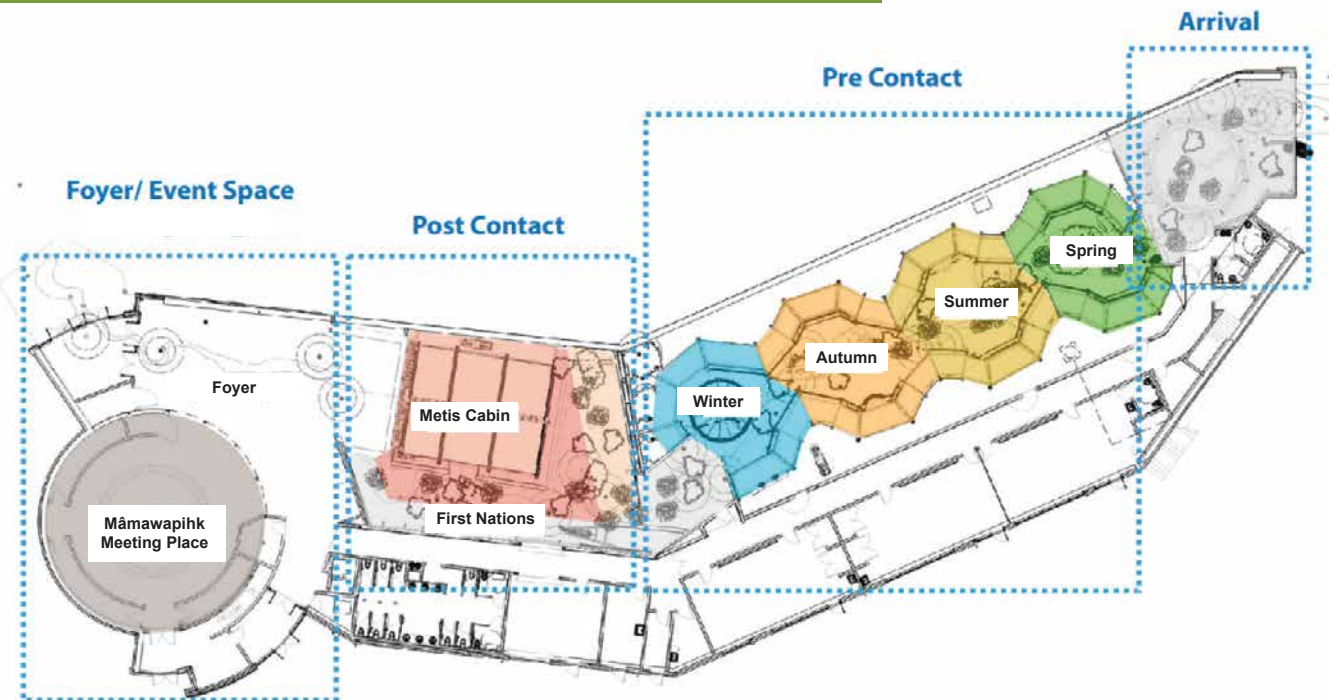 Arrival
Pre Contact
Foyer/ Event Space
Post Contact
Spring
Summer
Autumn
Winter
Foyer
Metis Cabin
First Nations
Mâmawapihk
Meeting Place